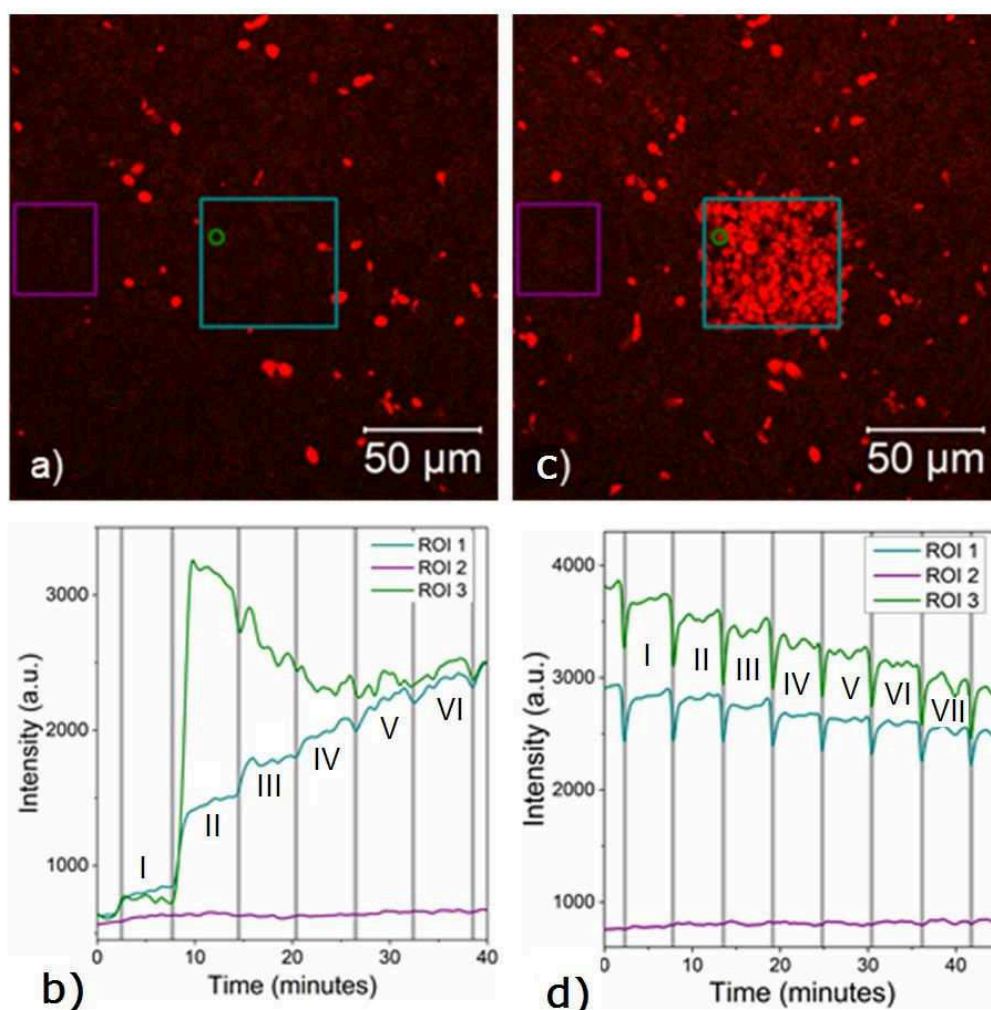 50 µm
a)
50 µm
c)
ROI 1
ROI 2
ROI 3
3000
2000
1000
Intensity (a.u.)
I
II
III
IV
V
VI
0
10
20
30
40
Time (minutes)
b)
ROI 1
ROI 2
ROI 3
4000
3000
2000
1000
Intensity (a.u.)
I
II
III
IV
V
VI
VII
0
10
20
30
40
Time (minutes)
d)